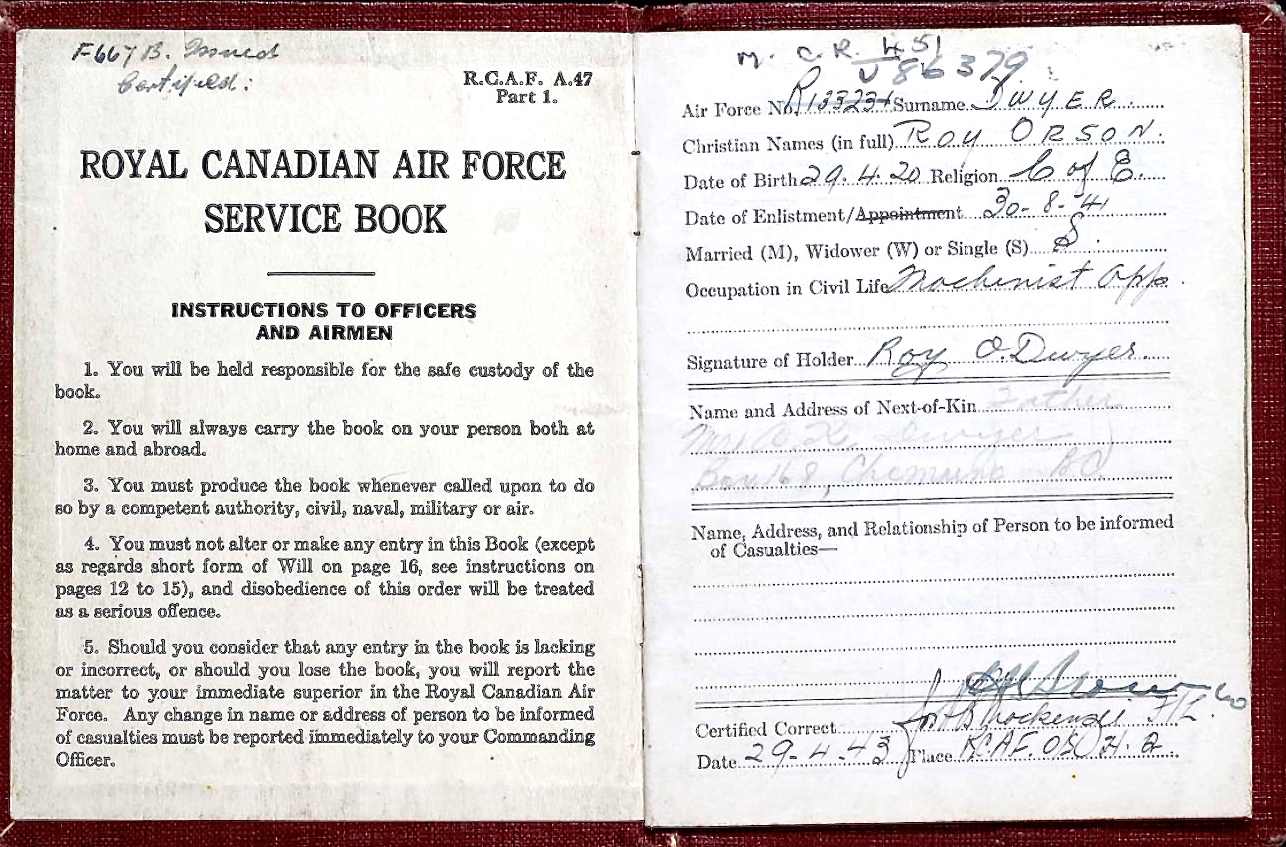 F667B. Issued
Certified:
R.C.A.F. A.47
Part 1.
ROYAL CANADIAN AIR FORCE
SERVICE BOOK
INSTRUCTIONS TO OFFICERS
AND AIRMEN
1. You will be held responsible for the safe custody of the
book.
2. You will always carry the book on your person both at
home and abroad.
3. You must produce the book whenever called upon to do
so by a competent authority, civil, naval, military or air.
4. You must not alter or make any entry in this Book (except
as regards short form of Will on page 16, see instructions on
pages 12 to 15), and disobedience of this order will be treated
as a serious offence.
5. Should you consider that any entry in the book is lacking
or incorrect, or should you lose the book, you will report the
matter to your immediate superior in the Royal Canadian Air
Force. Any change in name or address of person to be informed
of casualties must be reported immediately to your Commanding
Officer.
M. C.R. 451
J86379
Air Force No. R133231 Surname DWYER
Christian Names (in full) ROY ORSON.
Date of Birth 29.4.20 Religion C of E.
Date of Enlistment/Appointment 30-8-41
Married (M), Widower (W) or Single (S) S.
Occupation in Civil Life Machinist App.
Signature of Holder Roy O. Dwyer
Name and Address of Next-of-Kin Father
Dwyer
Box 168, Chemainus B.C.
Name, Address, and Relationship of Person to be informed
of Casualties—
Certified Correct F/L.
Date 29-4-43 Place R.C.A.F. O.S. H.Q.